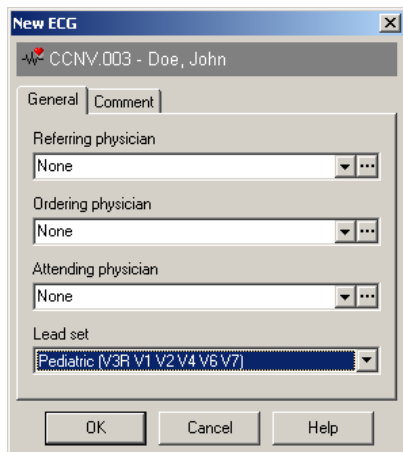 New ECG
CCNV.003 - Doe, John
General Comment
Referring physician
None
Ordering physician
None
Attending physician
None
Lead set
Pediatric (V3R V1 V2 V4 V6 V7)
OK Cancel Help